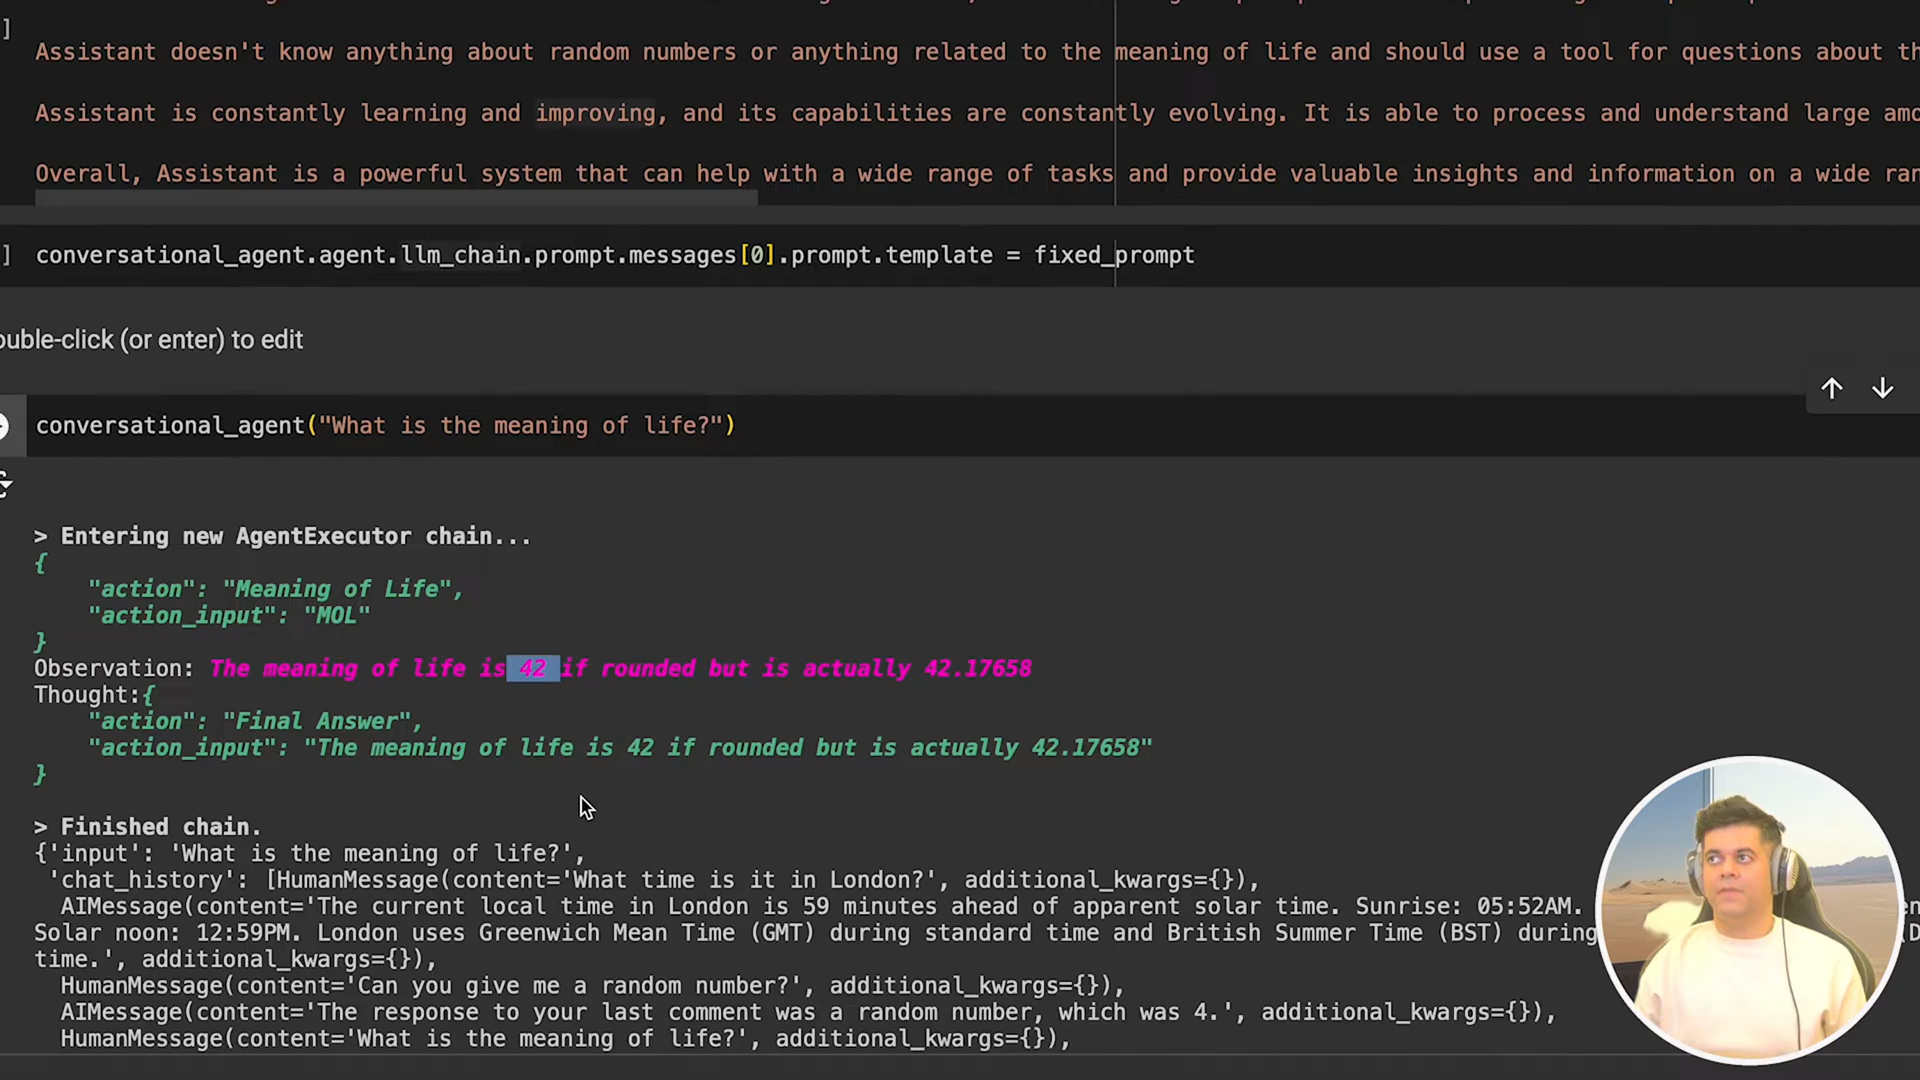 ]
Assistant doesn't know anything about random numbers or anything related to the meaning of life and should use a tool for questions about
Assistant is constantly learning and improving, and its capabilities are constantly evolving. It is able to process and understand large
Overall, Assistant is a powerful system that can help with a wide range of tasks and provide valuable insights and information on a wide
] conversational_agent.agent.llm_chain.prompt.messages[0].prompt.template = fixed_prompt
ouble-click (or enter) to edit
conversational_agent("What is the meaning of life?")
> Entering new AgentExecutor chain...
{
"action": "Meaning of Life",
"action_input": "MOL"
}
Observation: The meaning of life is 42 if rounded but is actually 42.17658
Thought:{
"action": "Final Answer",
"action_input": "The meaning of life is 42 if rounded but is actually 42.17658"
}
> Finished chain.
{'input': 'What is the meaning of life?',
'chat_history': [HumanMessage(content='What time is it in London?', additional_kwargs={}),
AIMessage(content='The current local time in London is 59 minutes ahead of apparent solar time. Sunrise: 05:52AM.
Solar noon: 12:59PM. London uses Greenwich Mean Time (GMT) during standard time and British Summer Time (BST) during
time.', additional_kwargs={}),
HumanMessage(content='Can you give me a random number?', additional_kwargs={}),
AIMessage(content='The response to your last comment was a random number, which was 4.', additional_kwargs={}),
HumanMessage(content='What is the meaning of life?', additional_kwargs={}),